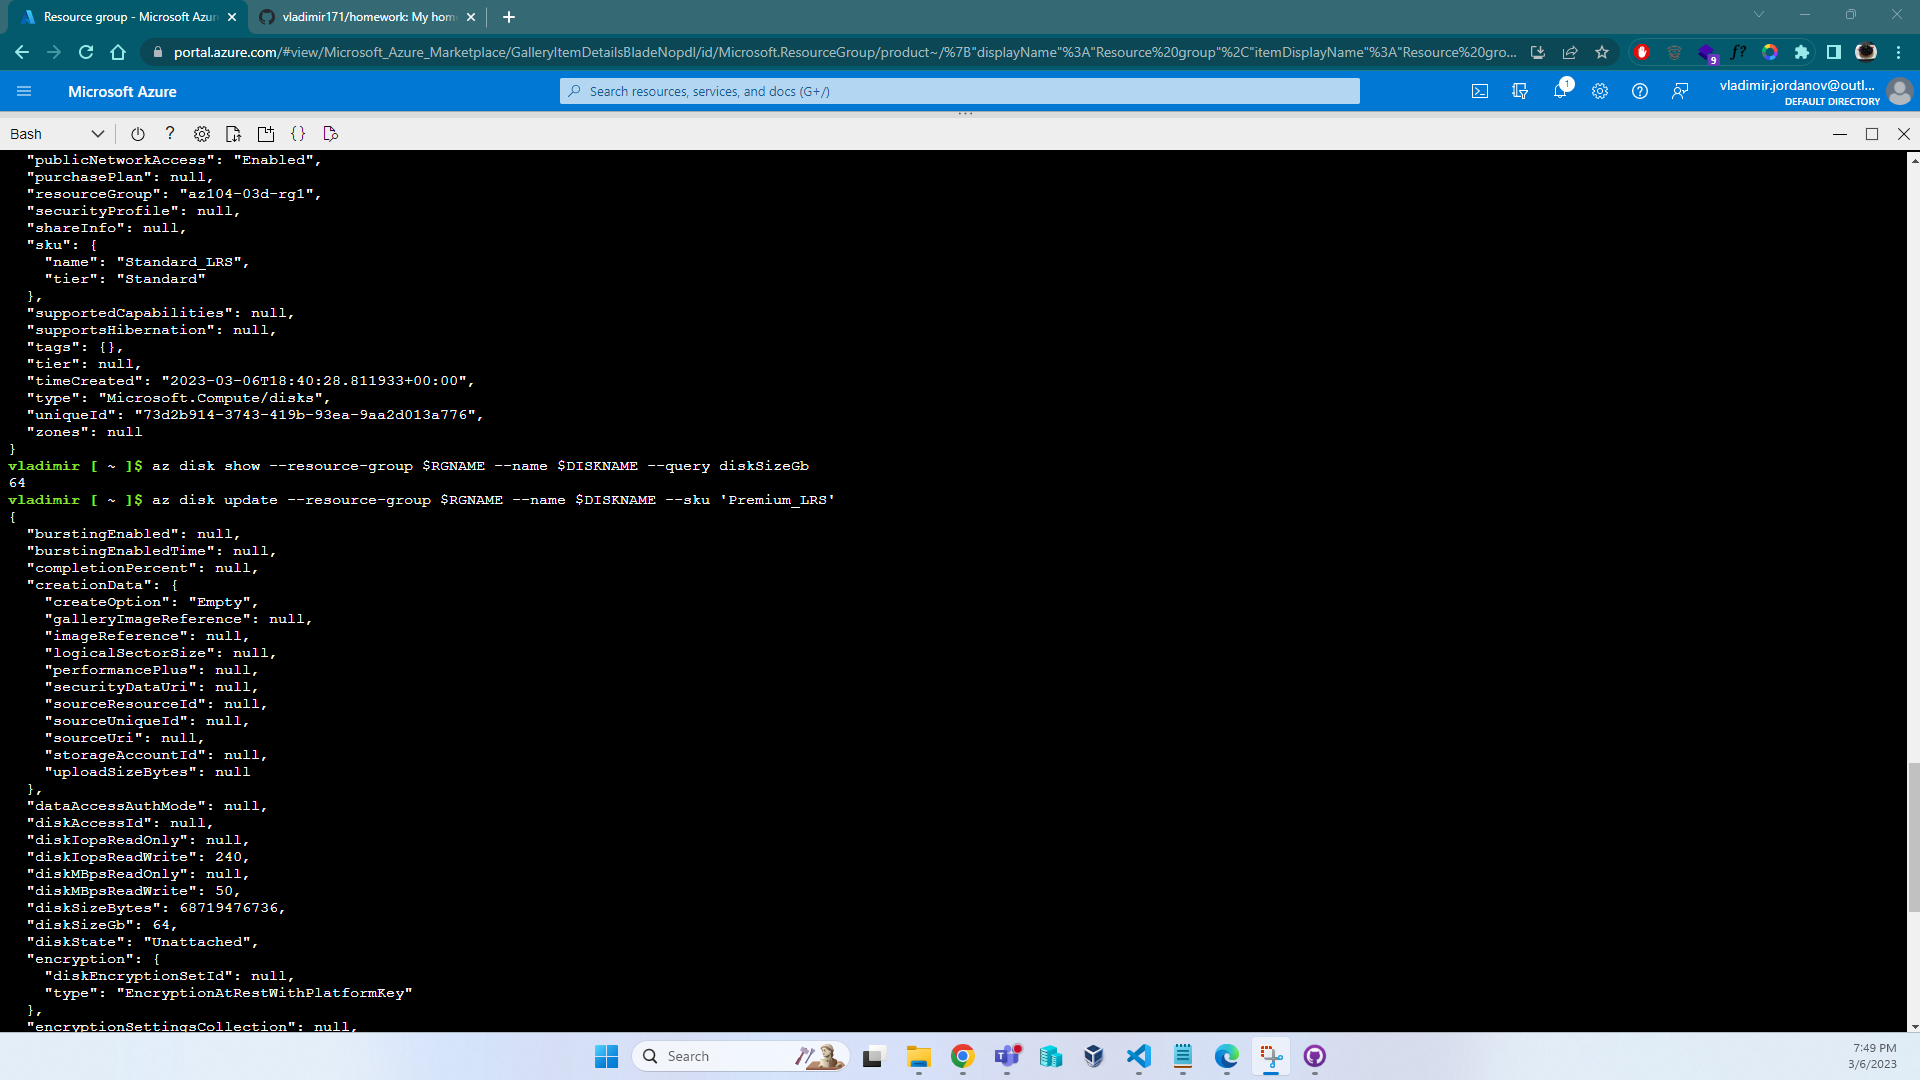 Resource group - Microsoft Azur
vladimir171/homework: My hom
portal.azure.com/#view/Microsoft_Azure_Marketplace/GalleryItemDetailsBladeNopdl/id/Microsoft.ResourceGroup/product~/%7B"displayName"%3A"Resource%20group"%2C"itemDisplayName"%3A"Resource%20gro...
9
f?
Microsoft Azure
Search resources, services, and docs (G+/)
1
vladimir.jordanov@outl...
DEFAULT DIRECTORY
Bash
"publicNetworkAccess": "Enabled",
"purchasePlan": null,
"resourceGroup": "az104-03d-rg1",
"securityProfile": null,
"shareInfo": null,
"sku": {
"name": "Standard_LRS",
"tier": "Standard"
},
"supportedCapabilities": null,
"supportsHibernation": null,
"tags": {},
"tier": null,
"timeCreated": "2023-03-06T18:40:28.811933+00:00",
"type": "Microsoft.Compute/disks",
"uniqueId": "73d2b914-3743-419b-93ea-9aa2d013a776",
"zones": null
}
vladimir [ ~ ]$ az disk show --resource-group $RGNAME --name $DISKNAME --query diskSizeGb
64
vladimir [ ~ ]$ az disk update --resource-group $RGNAME --name $DISKNAME --sku 'Premium_LRS'
{
"burstingEnabled": null,
"burstingEnabledTime": null,
"completionPercent": null,
"creationData": {
"createOption": "Empty",
"galleryImageReference": null,
"imageReference": null,
"logicalSectorSize": null,
"performancePlus": null,
"securityDataUri": null,
"sourceResourceId": null,
"sourceUniqueId": null,
"sourceUri": null,
"storageAccountId": null,
"uploadSizeBytes": null
},
"dataAccessAuthMode": null,
"diskAccessId": null,
"diskIopsReadOnly": null,
"diskIopsReadWrite": 240,
"diskMBpsReadOnly": null,
"diskMBpsReadWrite": 50,
"diskSizeBytes": 68719476736,
"diskSizeGb": 64,
"diskState": "Unattached",
"encryption": {
"diskEncryptionSetId": null,
"type": "EncryptionAtRestWithPlatformKey"
},
"encryptionSettingsCollection": null,
Search
7:49 PM
3/6/2023